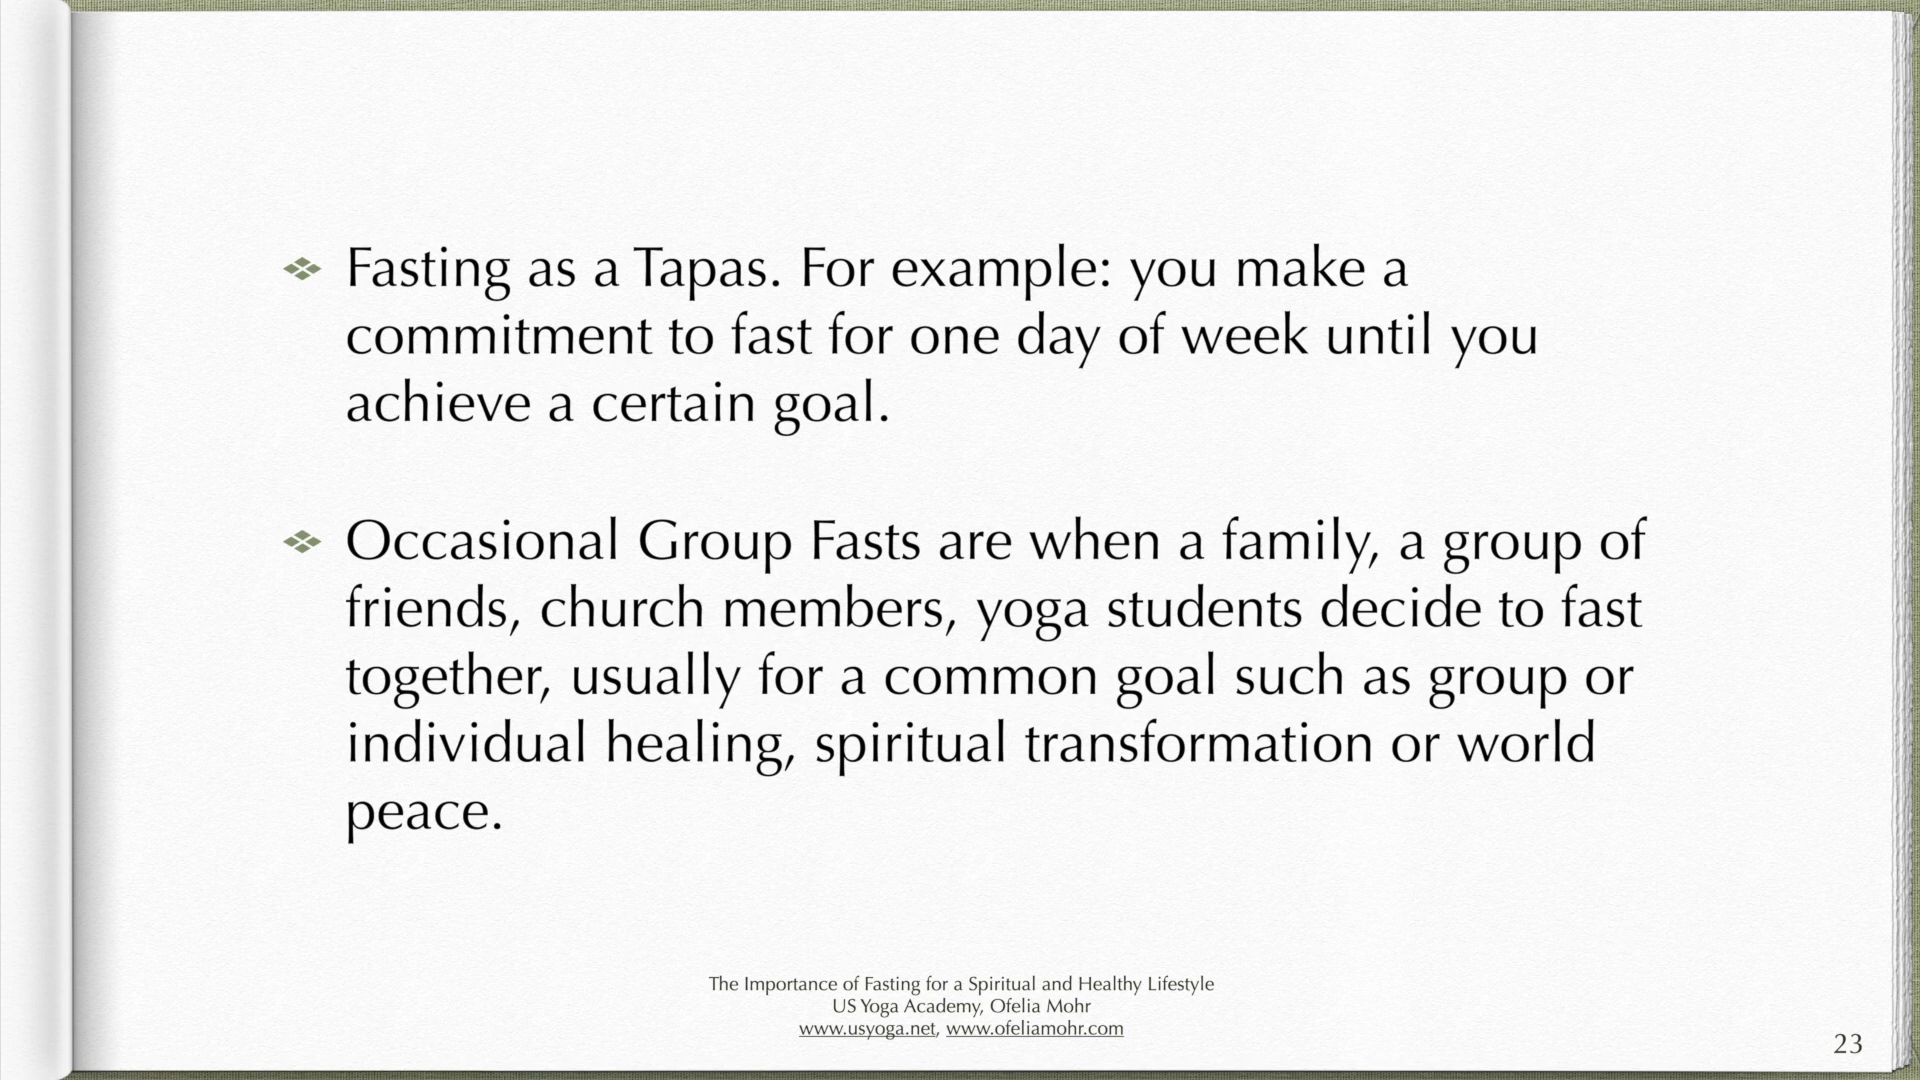 Fasting as a Tapas. For example: you make a
commitment to fast for one day of week until you
achieve a certain goal.
Occasional Group Fasts are when a family, a group of
friends, church members, yoga students decide to fast
together, usually for a common goal such as group or
individual healing, spiritual transformation or world
peace.
The Importance of Fasting for a Spiritual and Healthy Lifestyle
US Yoga Academy, Ofelia Mohr
www.usyoga.net, www.ofeliamohr.com
23